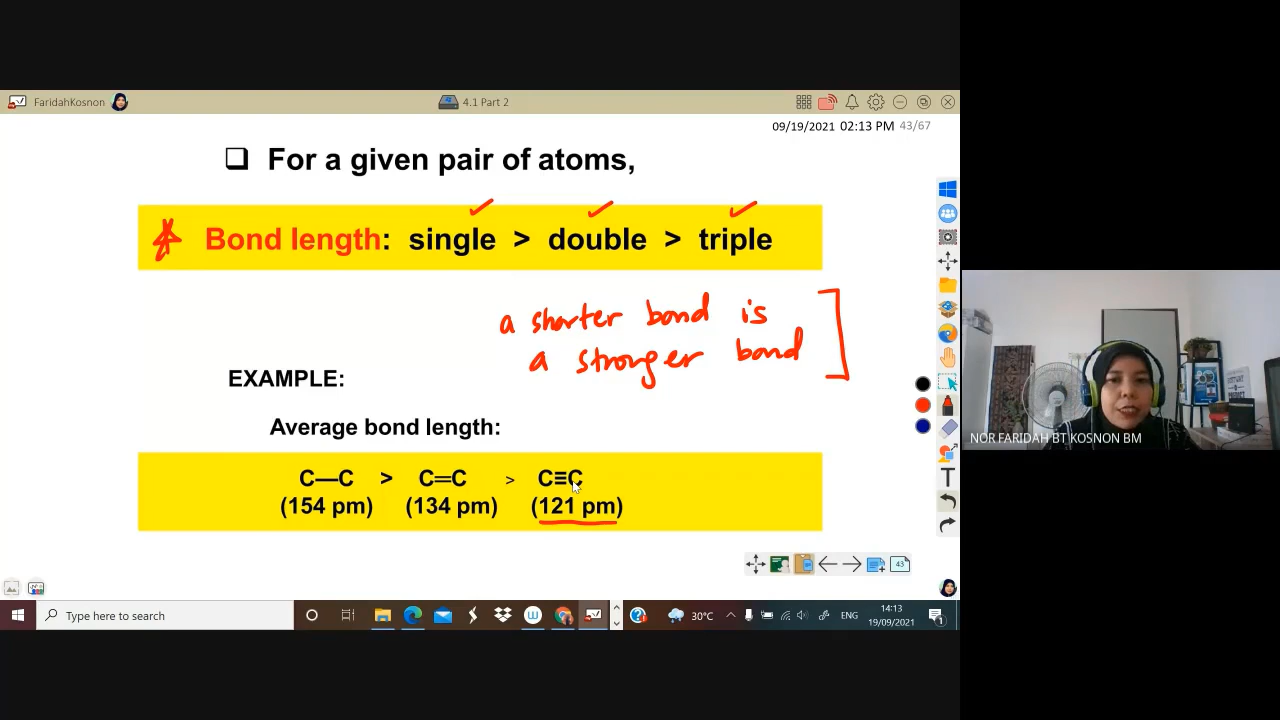 FaridahKosnon
4.1 Part 2
09/19/2021 02:13 PM 43/67
❑ For a given pair of atoms,
Bond length: single > double > triple
a shorter bond is
a stronger bond
EXAMPLE:
Average bond length:
C—C > C=C > C≡C
(154 pm) (134 pm) (121 pm)
NOR FARIDAH BT KOSNON BM
T
43
Type here to search
30°C
ENG
14:13
19/09/2021